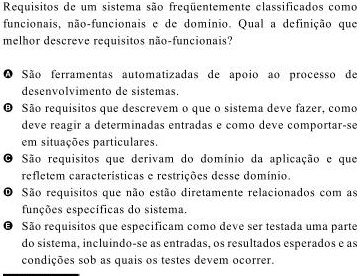 Requisitos de um sistema são freqüentemente classificados como
funcionais, não-funcionais e de domínio. Qual a definição que
melhor descreve requisitos não-funcionais?
A São ferramentas automatizadas de apoio ao processo de
desenvolvimento de sistemas.
B São requisitos que descrevem o que o sistema deve fazer, como
deve reagir a determinadas entradas e como deve comportar-se
em situações particulares.
C São requisitos que derivam do domínio da aplicação e que
refletem características e restrições desse domínio.
D São requisitos que não estão diretamente relacionados com as
funções específicas do sistema.
E São requisitos que especificam como deve ser testada uma parte
do sistema, incluindo-se as entradas, os resultados esperados e as
condições sob as quais os testes devem ocorrer.